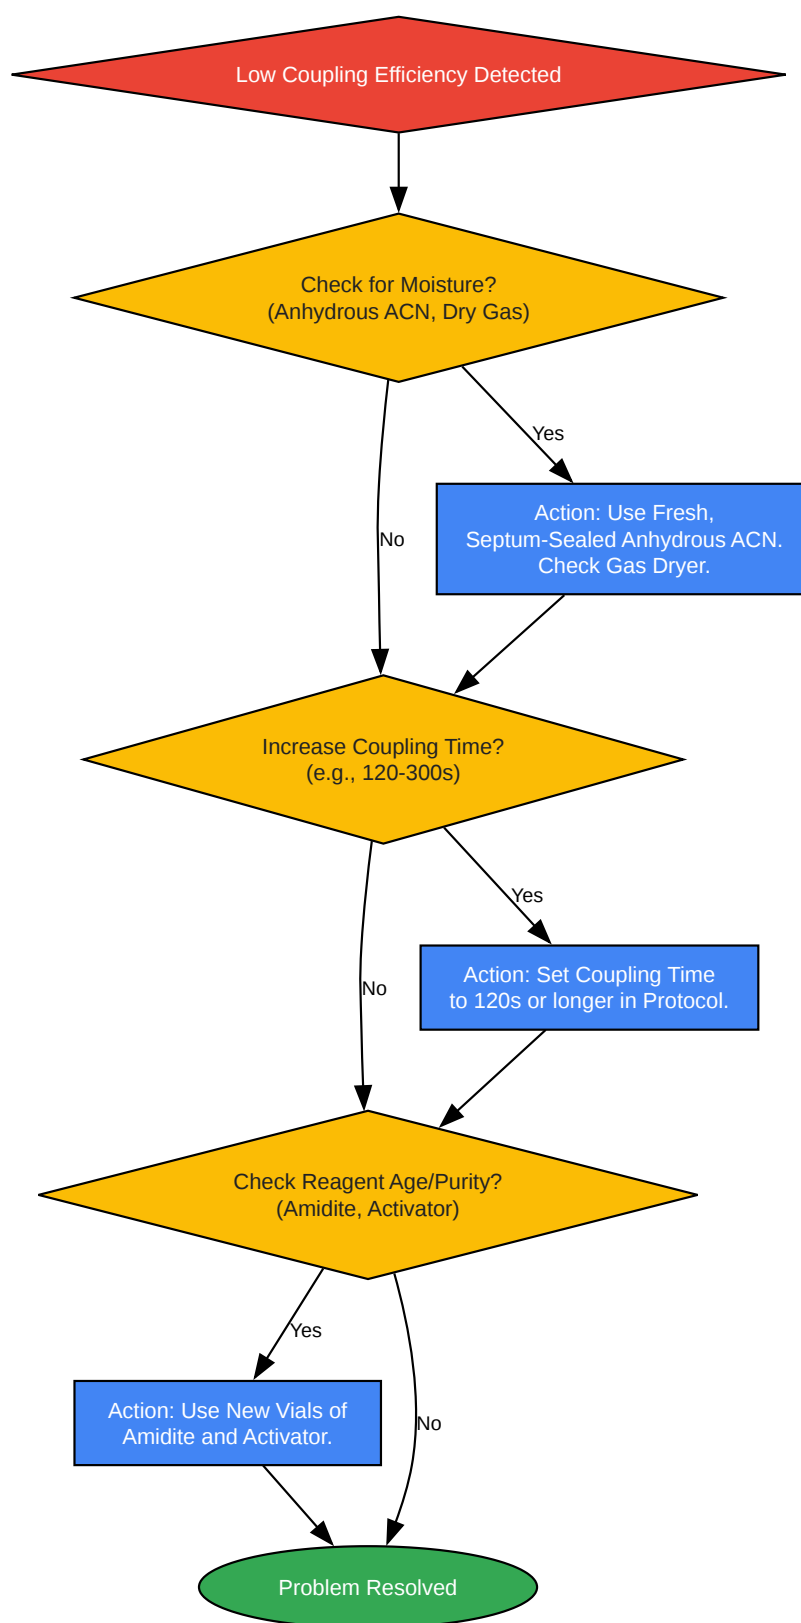 Low Coupling Efficiency Detected
Check for Moisture?
(Anhydrous ACN, Dry Gas)
Yes
Action: Use Fresh,
Septum-Sealed Anhydrous ACN.
Check Gas Dryer.
No
Increase Coupling Time?
(e.g., 120-300s)
Yes
Action: Set Coupling Time
to 120s or longer in Protocol.
No
Check Reagent Age/Purity?
(Amidite, Activator)
Yes
Action: Use New Vials of
Amidite and Activator.
No
Problem Resolved